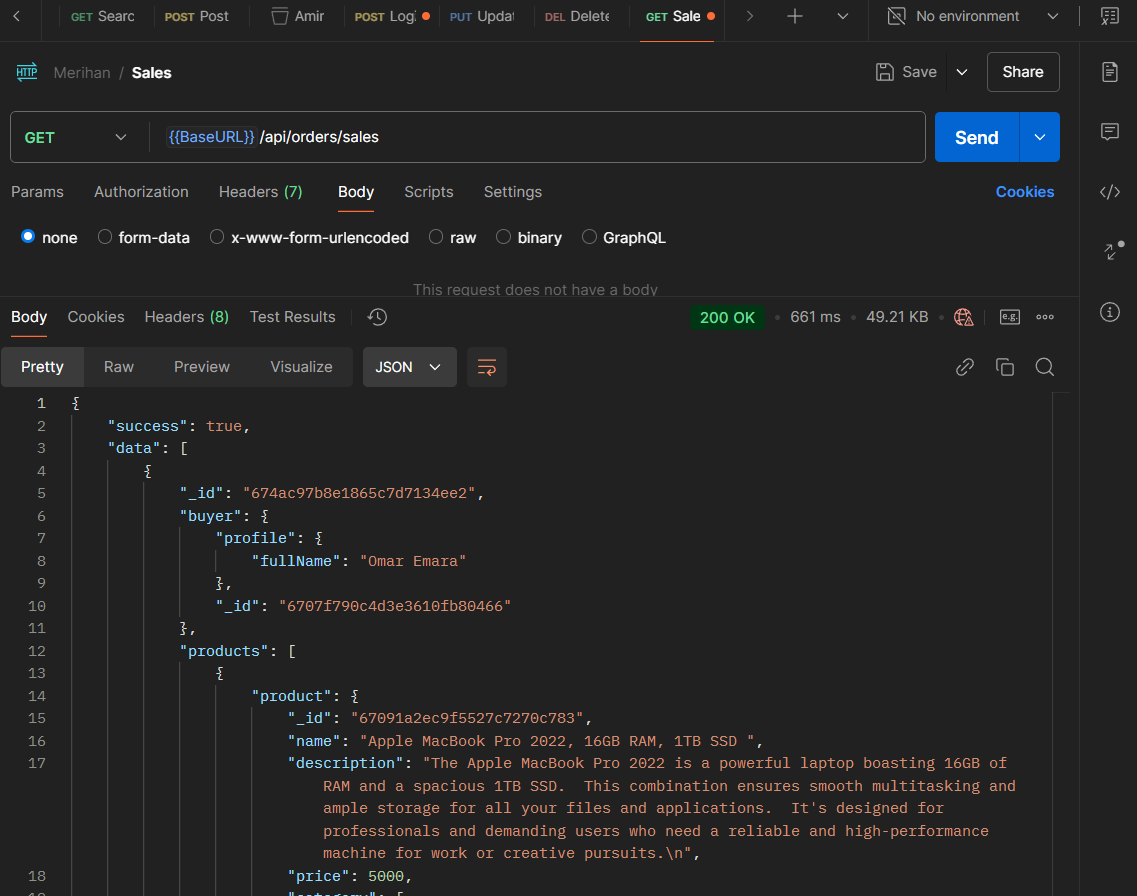 GET Searc POST Post Amir POST Log PUT Updat DEL Delete GET Sale No environment
HTTP Merihan / Sales Save Share
GET {{BaseURL}} /api/orders/sales Send
Params Authorization Headers (7) Body Scripts Settings Cookies
none form-data x-www-form-urlencoded raw binary GraphQL
This request does not have a body
Body Cookies Headers (8) Test Results 200 OK 661 ms 49.21 KB e.g.
Pretty Raw Preview Visualize JSON
1 {
2 "success": true,
3 "data": [
4 {
5 "_id": "674ac97b8e1865c7d7134ee2",
6 "buyer": {
7 "profile": {
8 "fullName": "Omar Emara"
9 },
10 "_id": "6707f790c4d3e3610fb80466"
11 },
12 "products": [
13 {
14 "product": {
15 "_id": "67091a2ec9f5527c7270c783",
16 "name": "Apple MacBook Pro 2022, 16GB RAM, 1TB SSD ",
17 "description": "The Apple MacBook Pro 2022 is a powerful laptop boasting 16GB of
RAM and a spacious 1TB SSD.  This combination ensures smooth multitasking and
ample storage for all your files and applications.  It's designed for
professionals and demanding users who need a reliable and high-performance
machine for work or creative pursuits.\n",
18 "price": 5000,
19 "category": {